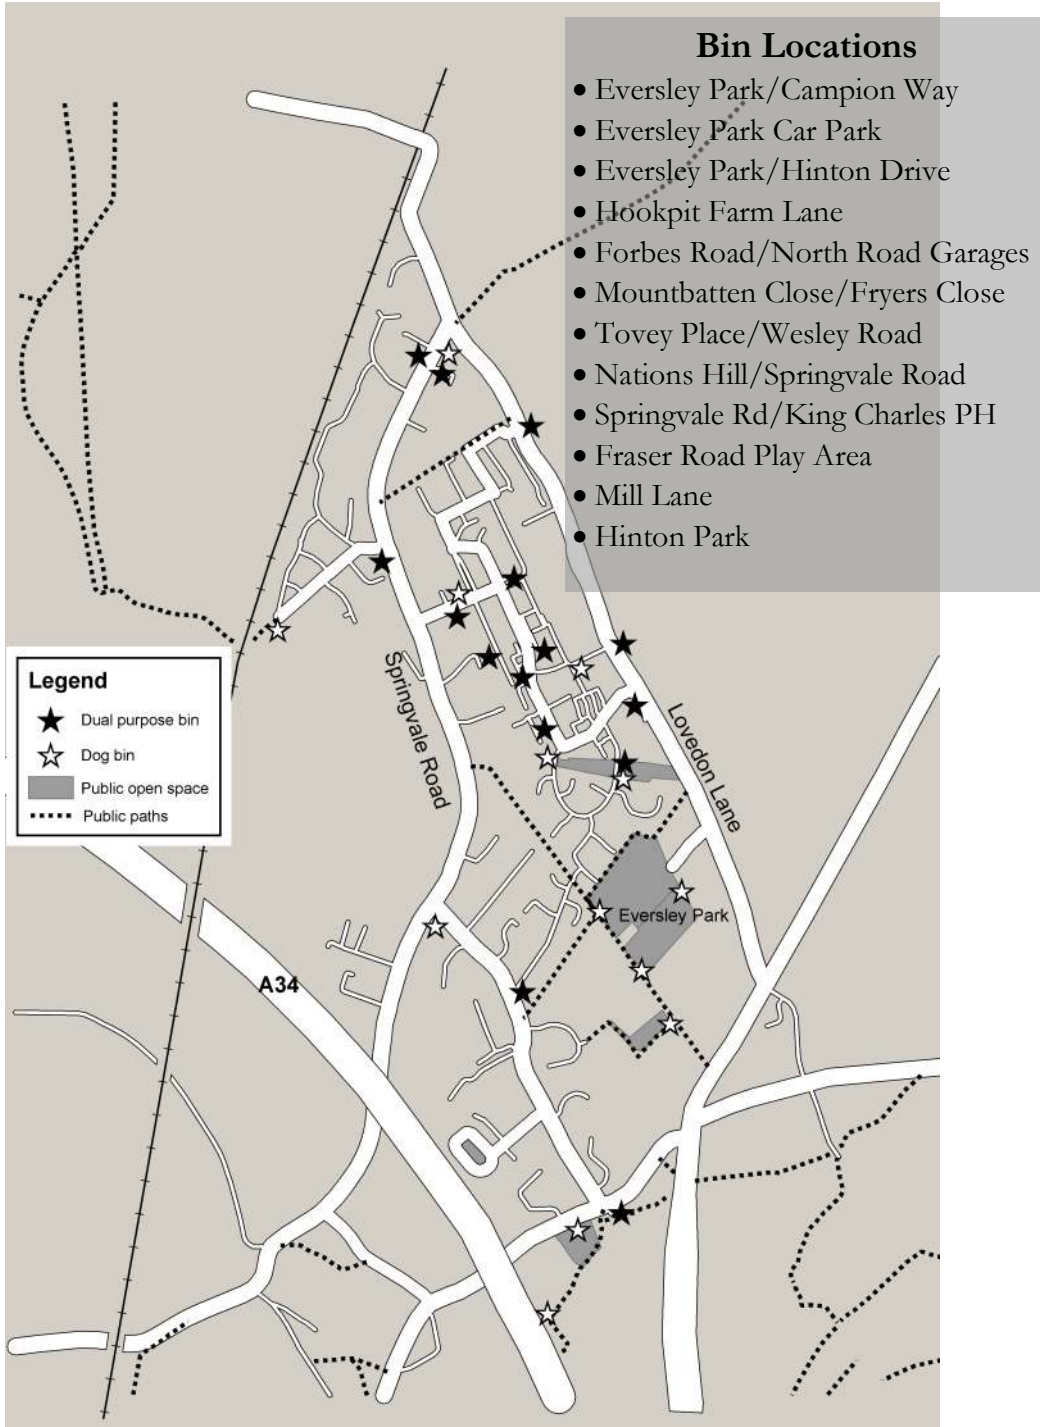 Bin Locations
• Eversley Park/Campion Way
• Eversley Park Car Park
• Eversley Park/Hinton Drive
• Hookpit Farm Lane
• Forbes Road/North Road Garages
• Mountbatten Close/Fryers Close
• Tovey Place/Wesley Road
• Nations Hill/Springvale Road
• Springvale Rd/King Charles PH
• Fraser Road Play Area
• Mill Lane
• Hinton Park
Legend
Dual purpose bin
Dog bin
Public open space
Public paths
Springvale Road
Lovedon Lane
Eversley Park
A34